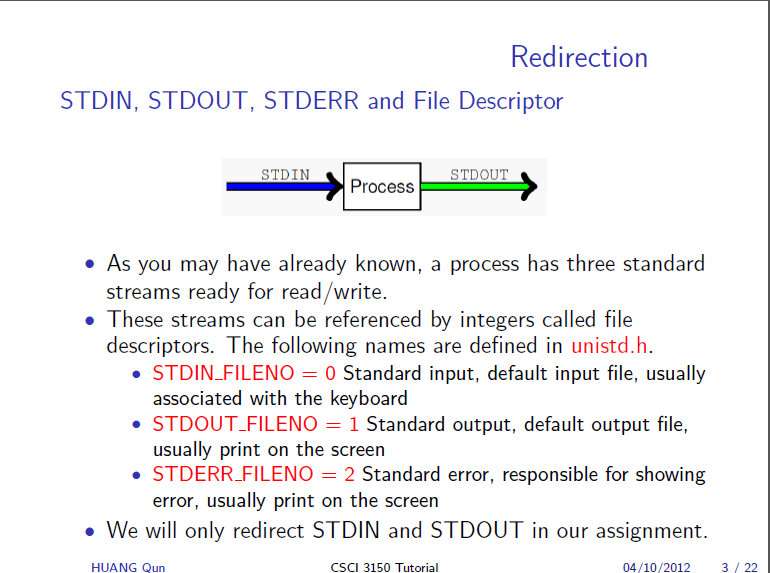 Redirection
STDIN, STDOUT, STDERR and File Descriptor
STDIN
Process
STDOUT
• As you may have already known, a process has three standard
streams ready for read/write.
• These streams can be referenced by integers called file
descriptors. The following names are defined in unistd.h.
• STDIN_FILENO = 0 Standard input, default input file, usually
associated with the keyboard
• STDOUT_FILENO = 1 Standard output, default output file,
usually print on the screen
• STDERR_FILENO = 2 Standard error, responsible for showing
error, usually print on the screen
• We will only redirect STDIN and STDOUT in our assignment.
HUANG Qun CSCI 3150 Tutorial 04/10/2012 3 / 22